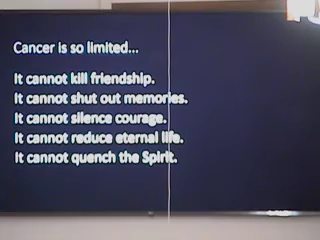 Cancer is so limited...
It cannot kill friendship.
It cannot shut out memories.
It cannot silence courage.
It cannot reduce eternal life.
It cannot quench the Spirit.